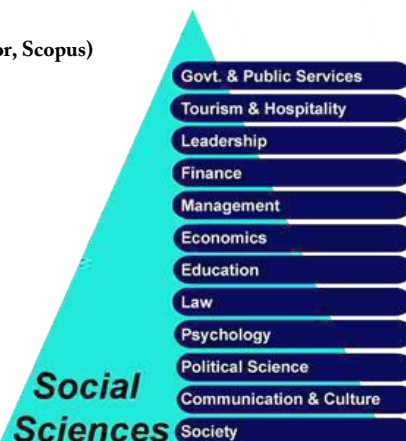 or, Scopus)
Govt. & Public Services
Tourism & Hospitality
Leadership
Finance
Management
Economics
Education
Law
Psychology
Political Science
Communication & Culture
Society
Social
Sciences